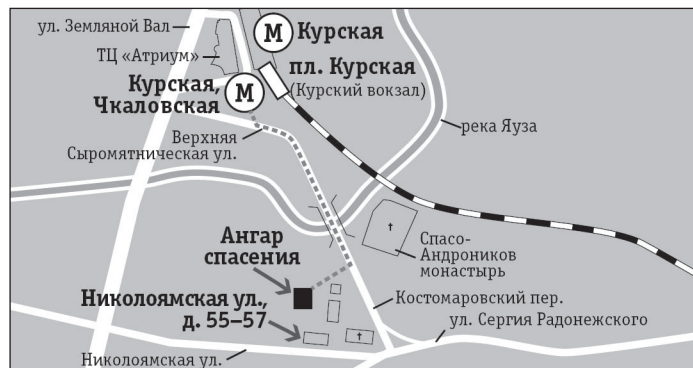 ул. Земляной Вал
ТЦ «Атриум»
М
Курская
пл. Курская
(Курский вокзал)
Курская,
Чкаловская
М
Верхняя
Сыромятническая ул.
река Яуза
Ангар
спасения
Спасо-
Андроников
монастырь
Николоямская ул.,
д. 55–57
Костомаровский пер.
ул. Сергия Радонежского
Николоямская ул.